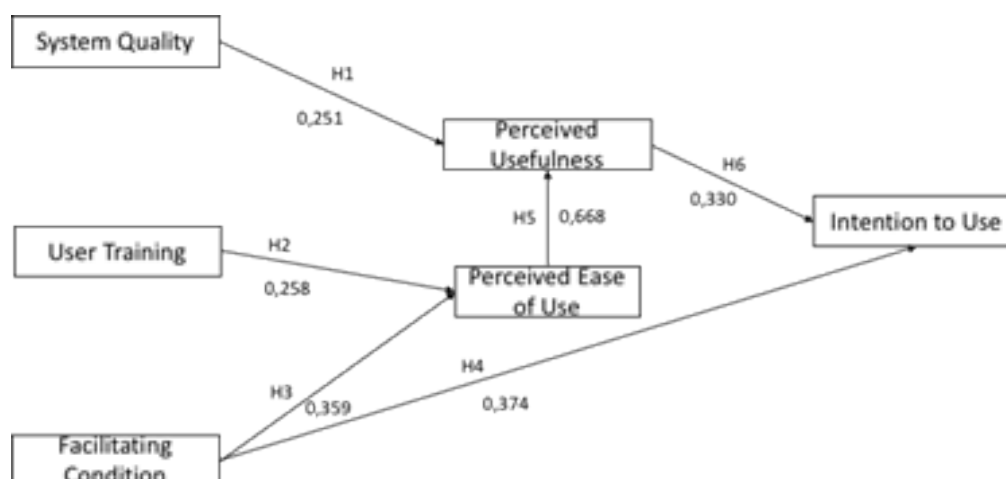 System Quality
H1
0,251
Perceived
Usefulness
H6
0,330
Intention to Use
H5
0,668
User Training
H2
0,258
Perceived Ease
of Use
H3
0,359
H4
0,374
Facilitating
Condition